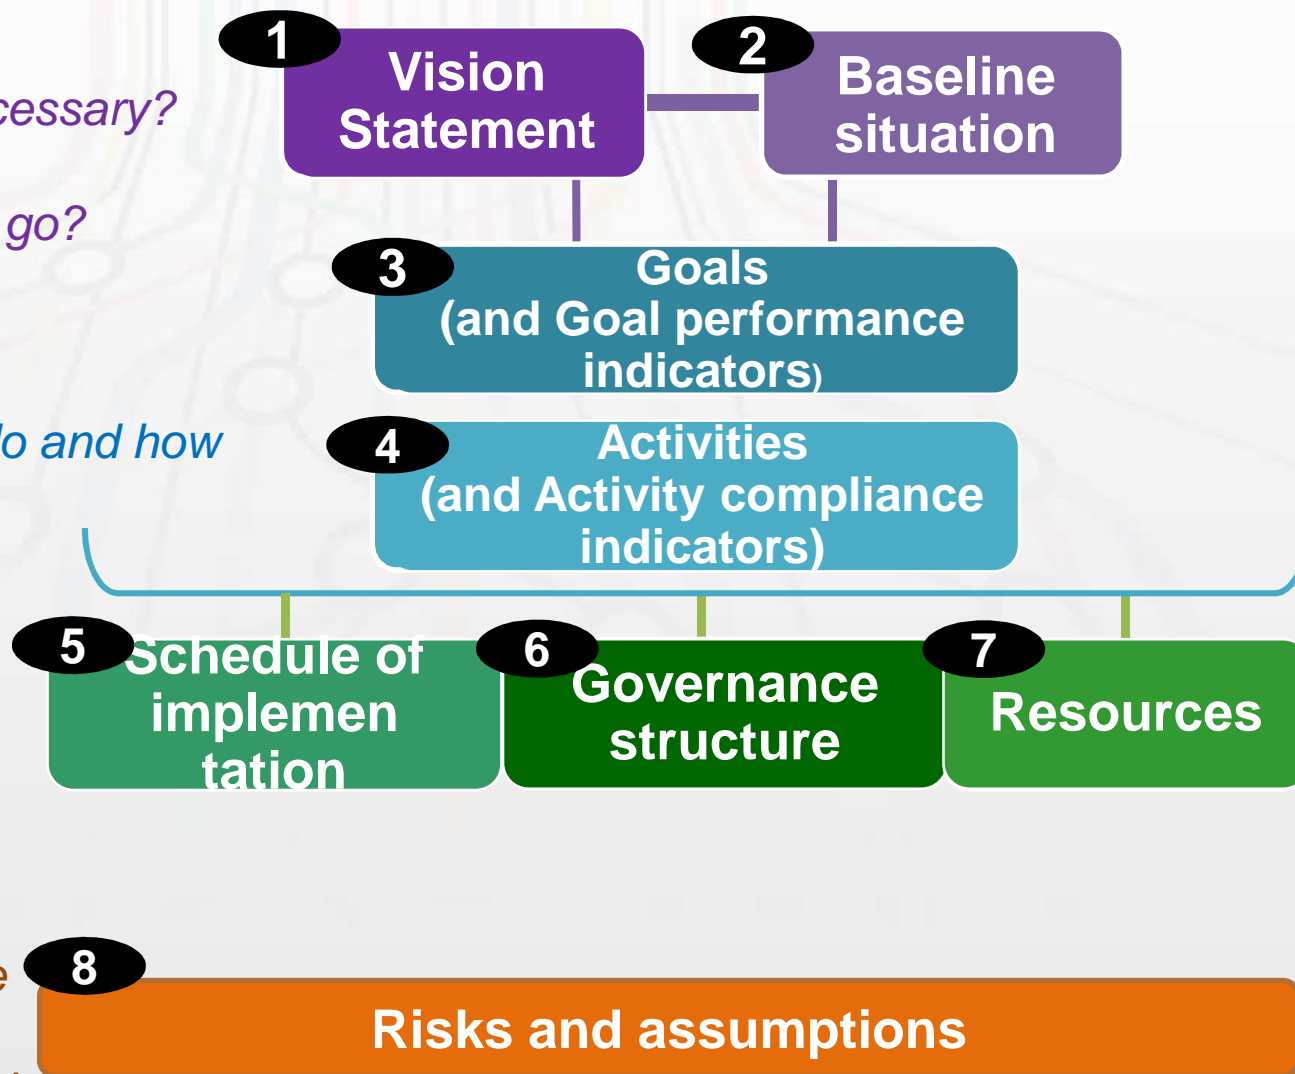 1
Vision
Statement
2
Baseline
situation
cessary?
go?
3
Goals
(and Goal performance
indicators)
do and how
4
Activities
(and Activity compliance
indicators)
5
Schedule of
implemen
tation
6
Governance
structure
7
Resources
e
8
Risks and assumptions